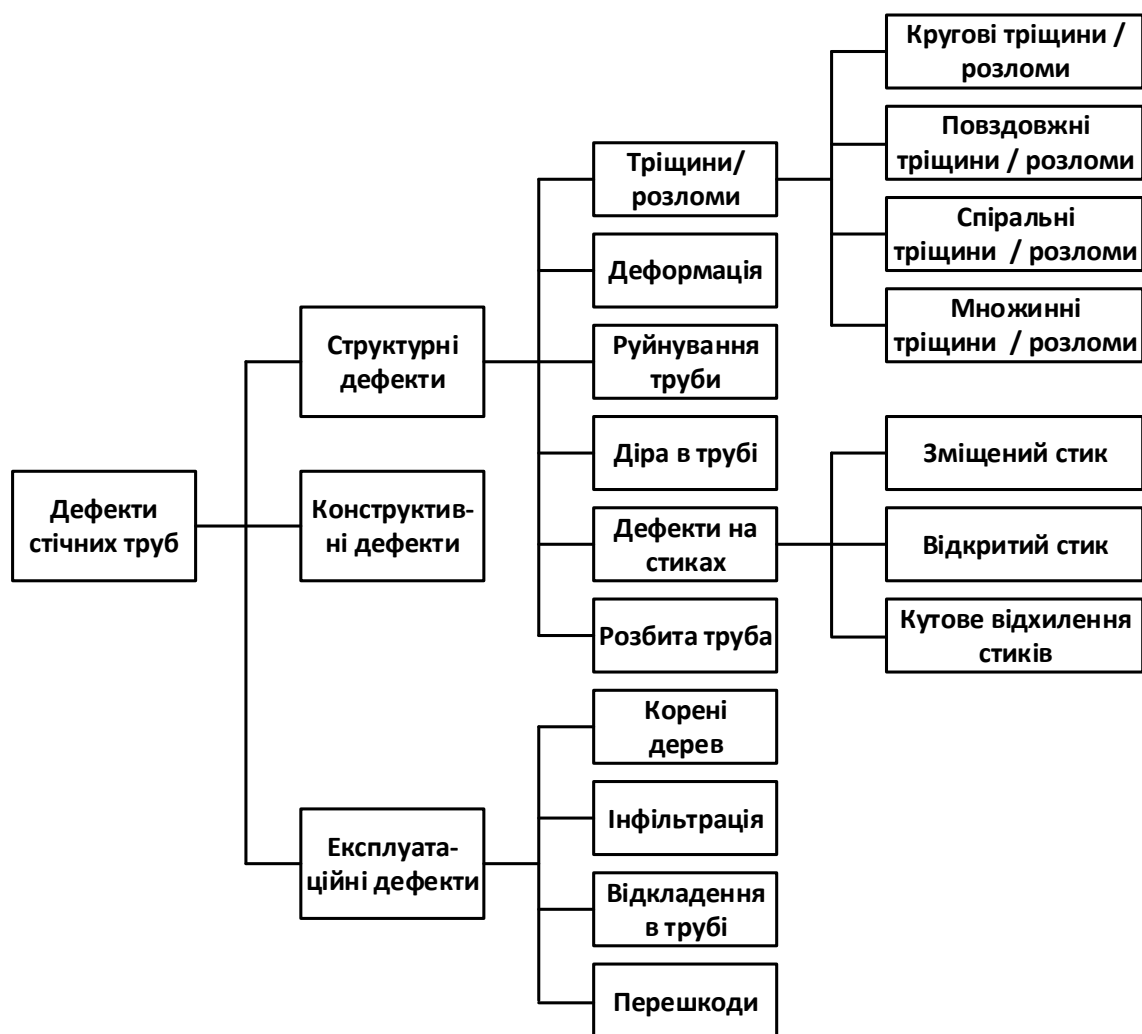 Дефекти
стічних труб
Структурні
дефекти
Тріщини/
розломи
Кругові тріщини /
розломи
Повздовжні
тріщини / розломи
Спіральні
тріщини / розломи
Множинні
тріщини / розломи
Деформація
Руйнування
труби
Діра в трубі
Дефекти на
стиках
Зміщений стик
Відкритий стик
Кутове відхилення
стиків
Розбита труба
Конструктив-
ні дефекти
Експлуата-
ційні дефекти
Корені
дерев
Інфільтрація
Відкладення
в трубі
Перешкоди